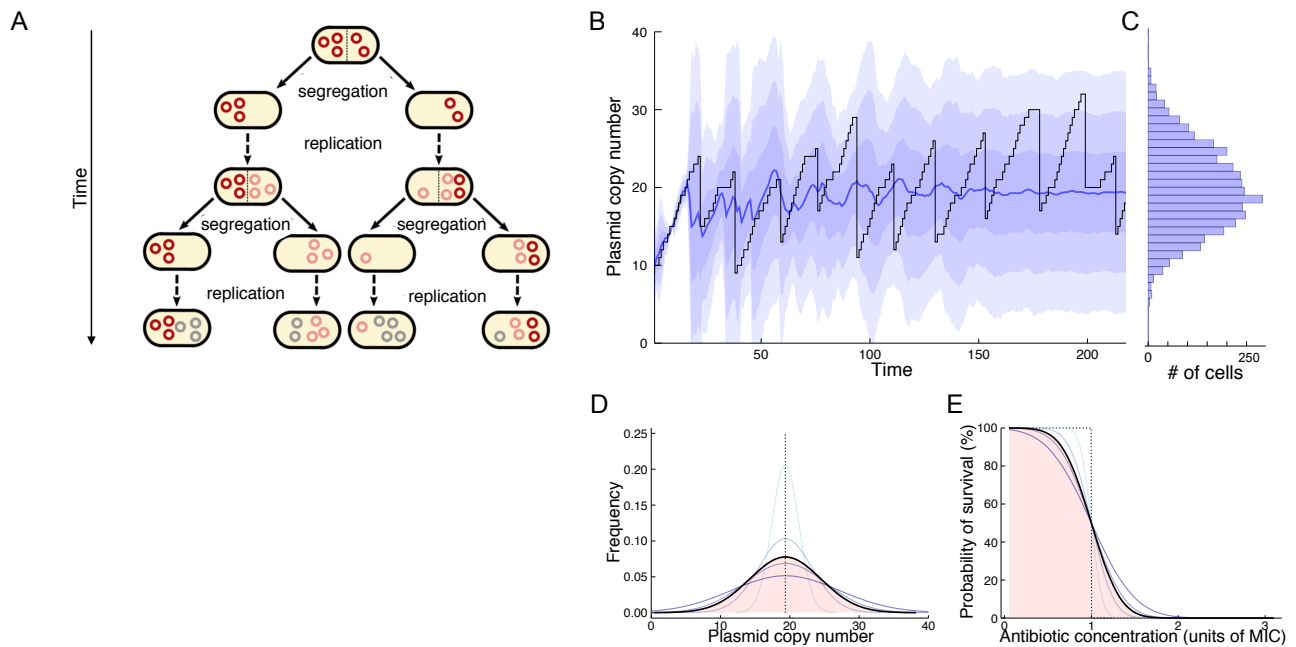 A
Time
segregation
replication
segregation
segregation
replication
replication
B
Plasmid copy number
40
30
20
10
0
50
100
150
200
Time
C
0
250
# of cells
D
Frequency
0.25
0.20
0.15
0.10
0.05
0.00
0
10
20
30
40
Plasmid copy number
E
Probability of survival (%)
100
80
60
40
20
0
0
1
2
3
Antibiotic concentration (units of MIC)